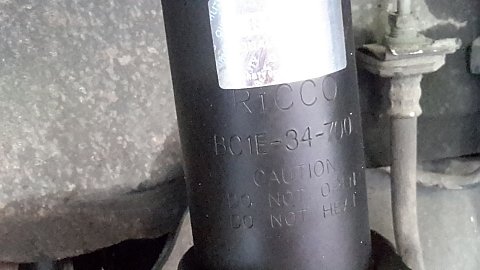 RICCO
BC1E-34-700
CAUTION
DO NOT OPEN
DO NOT HEAT